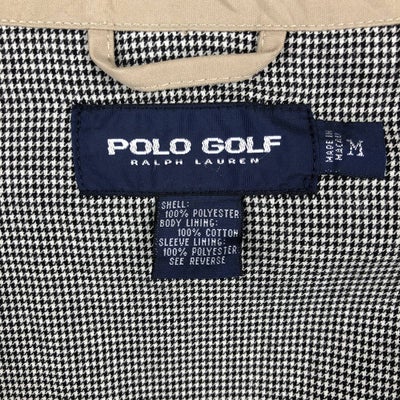 POLO GOLF
RALPH LAUREN
MADE IN
MACAU
M
SHELL:
100% POLYESTER
BODY LINING:
100% COTTON
SLEEVE LINING:
100% POLYESTER
SEE REVERSE